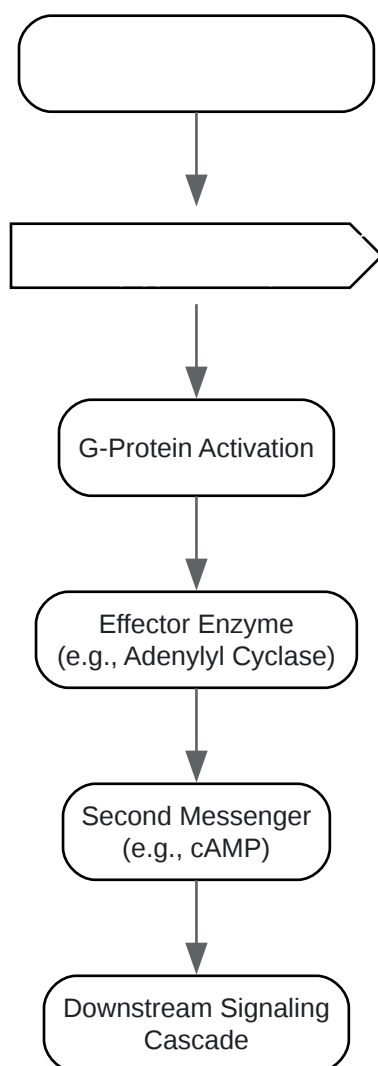 G-Protein Activation
Effector Enzyme
(e.g., Adenylyl Cyclase)
Second Messenger
(e.g., cAMP)
Downstream Signaling
Cascade